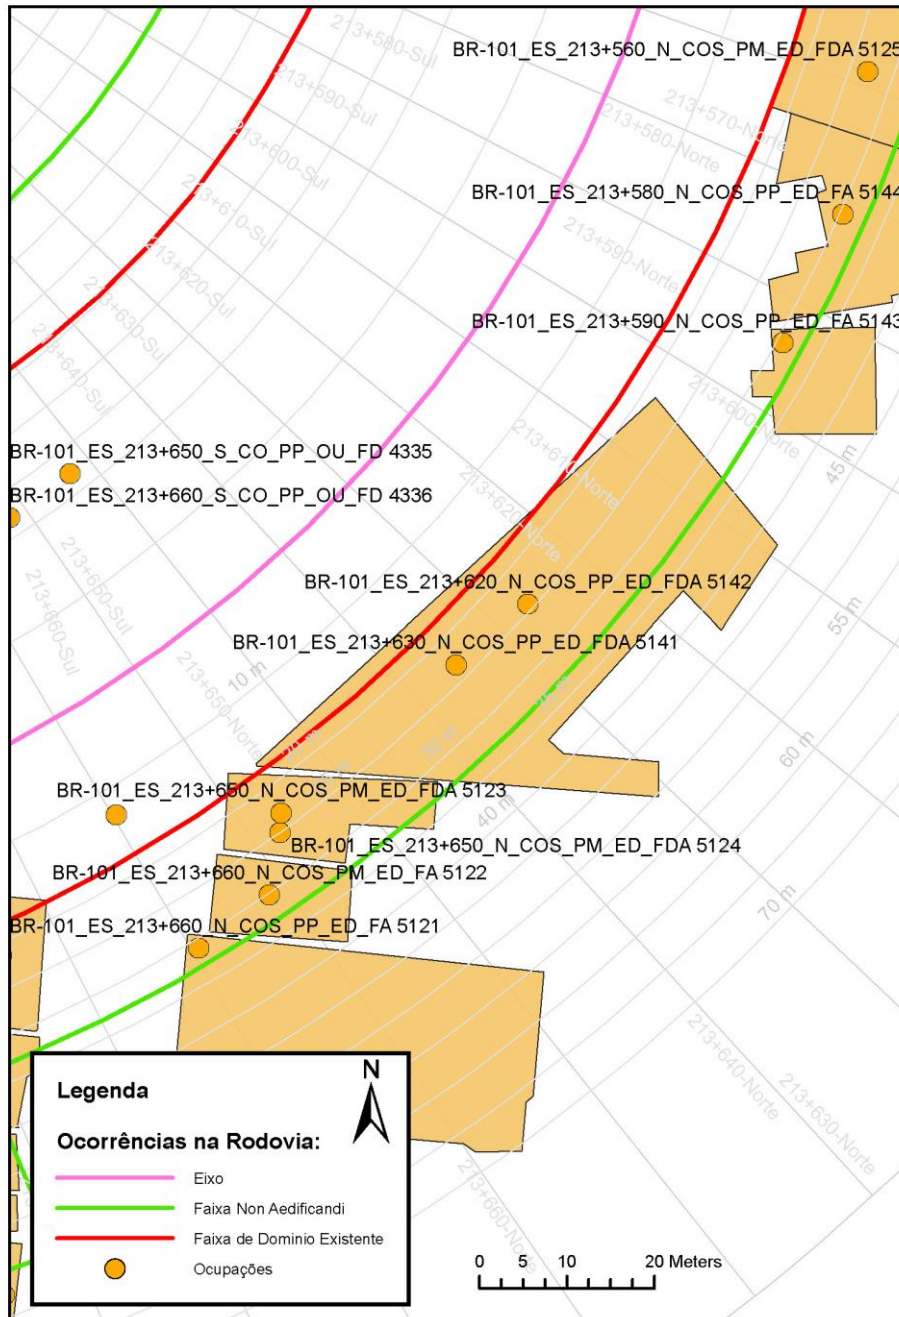 213+580-Sul
BR-101_ES_213+560_N_COS_PM_ED_FDA 5125
213+590-Sul
213+570-Norte
213+600-Sul
213+580-Norte
BR-101_ES_213+580_N_COS_PP_ED_FA 5144
213+610-Sul
213+590-Norte
213+620-Sul
213+630-Sul
BR-101_ES_213+590_N_COS_PP_ED_FA 5143
213+640-Sul
213+600-Norte
213+610-Norte
BR-101_ES_213+650_S_CO_PP_OU_FD 4335
45 m
BR-101_ES_213+660_S_CO_PP_OU_FD 4336
213+620-Norte
213+650-Sul
213+660-Sul
BR-101_ES_213+620_N_COS_PP_ED_FDA 5142
55 m
BR-101_ES_213+630_N_COS_PP_ED_FDA 5141
10 m
213+650-Norte
60 m
BR-101_ES_213+650_N_COS_PM_ED_FDA 5123
40 m
BR-101_ES_213+650_N_COS_PM_ED_FDA 5124
BR-101_ES_213+660_N_COS_PM_ED_FA 5122
70 m
BR-101_ES_213+660_N_COS_PP_ED_FA 5121
213+640-Norte
213+630-Norte
213+660-Norte
N
Legenda
Ocorrências na Rodovia:
Eixo
Faixa Non Aedificandi
Faixa de Dominio Existente
Ocupações
0 5 10 20 Meters